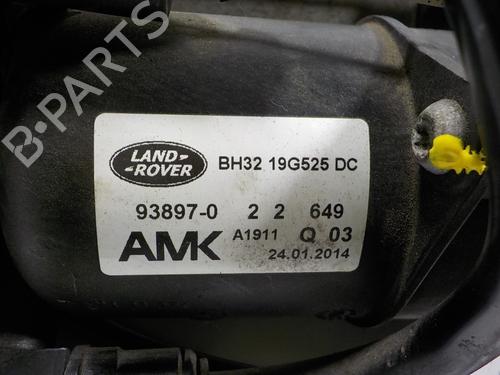 B-PARTS
LAND-
-ROVER
BH32 19G525 DC
93897-0 2 2 649
AMK A1911 Q 03
24.01.2014